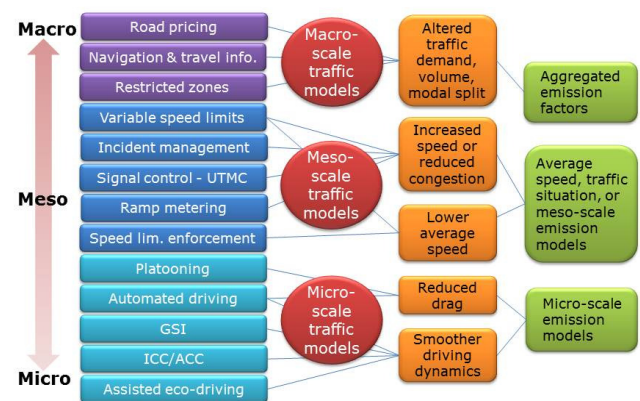 Macro
Meso
Micro
Road pricing
Navigation & travel info.
Restricted zones
Variable speed limits
Incident management
Signal control - UTMC
Ramp metering
Speed lim. enforcement
Platooning
Automated driving
GSI
ICC/ACC
Assisted eco-driving
Macro-
scale
traffic
models
Meso-
scale
traffic
models
Micro-
scale
traffic
models
Altered
traffic
demand,
volume,
modal split
Increased
speed or
reduced
congestion
Lower
average
speed
Reduced
drag
Smoother
driving
dynamics
Aggregated
emission
factors
Average
speed, traffic
situation, or
meso-scale
emission
models
Micro-scale
emission
models